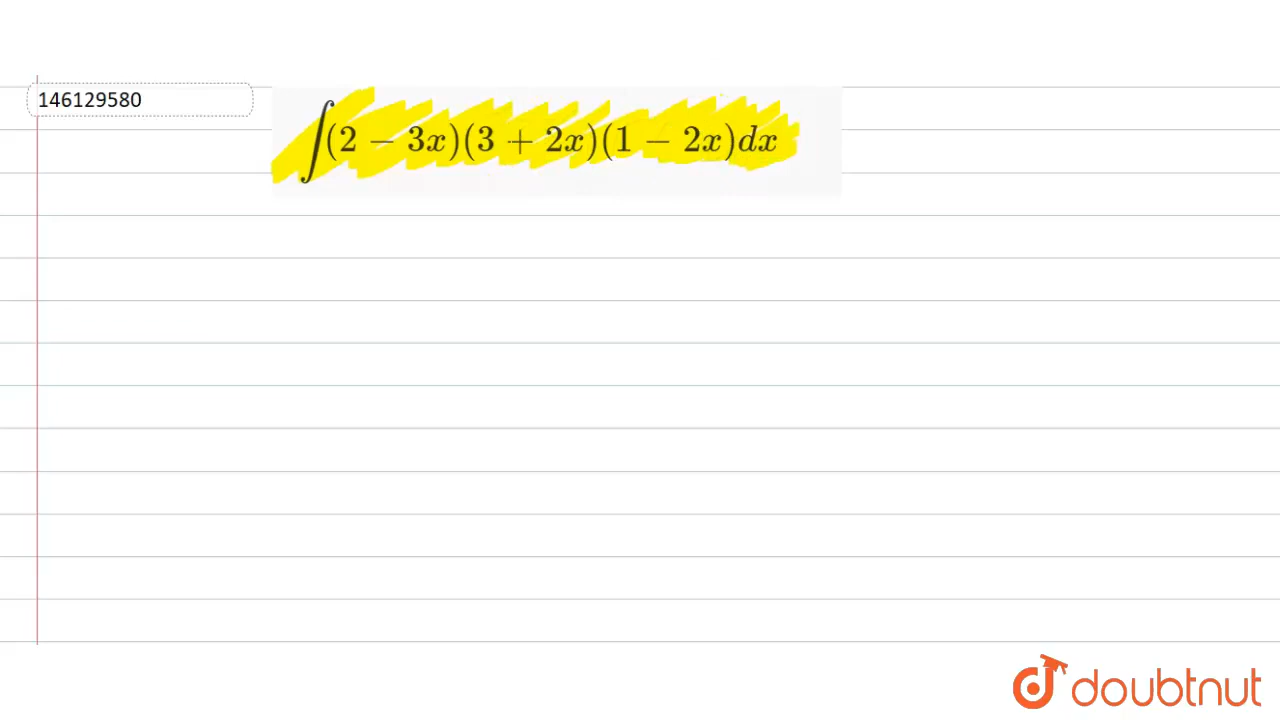 146129580
∫(2 − 3x)(3 + 2x)(1 − 2x)dx
doubtnut